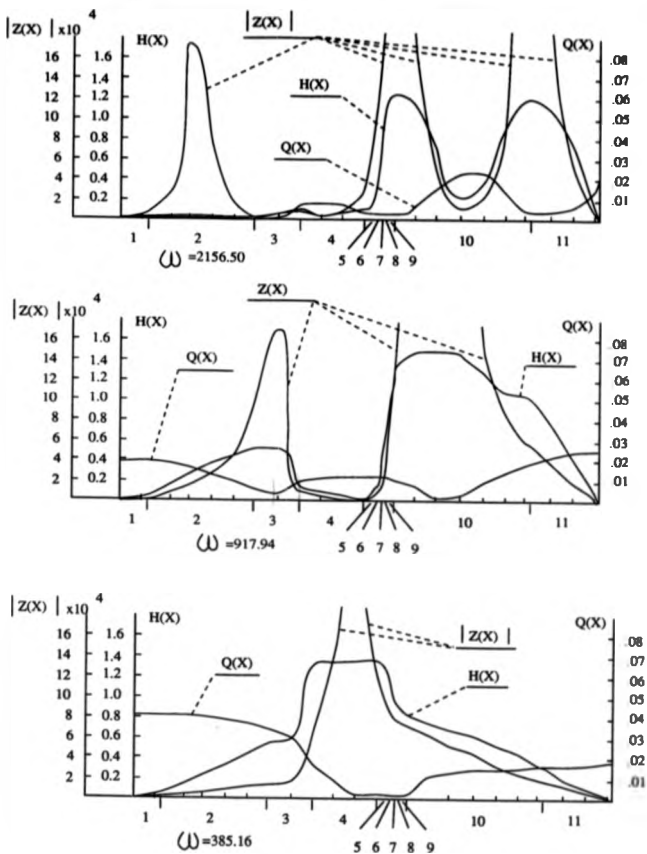 4
|Z(X)| x10 H(X) |Z(X)| Q(X)
16 1.6 .08
14 1.4 .07
12 1.2 H(X) .06
10 1.0 .05
8 0.8 .04
6 0.6 Q(X) .03
4 0.4 .02
2 0.2 .01
1 2 3 4 10 11
5 6 7 8 9
ω =2156.50
4
|Z(X)| x10 H(X) Z(X) Q(X)
16 1.6 .08
14 1.4 Q(X) .07 H(X)
12 1.2 .06
10 1.0 .05
8 0.8 .04
6 0.6 .03
4 0.4 .02
2 0.2 .01
1 2 3 4 10 11
5 6 7 8 9
ω =917.94
4
|Z(X)| x10 H(X) Q(X)
16 1.6 |Z(X)| .08
14 1.4 .07
12 1.2 Q(X) H(X) .06
10 1.0 .05
8 0.8 .04
6 0.6 .03
4 0.4 .02
2 0.2 .01
1 2 3 4 10 11
5 6 7 8 9
ω =385.16